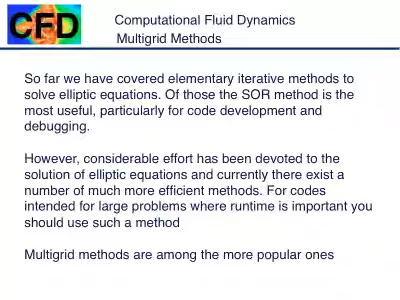 CFD
Computational Fluid Dynamics
Multigrid Methods
So far we have covered elementary iterative methods to
solve elliptic equations. Of those the SOR method is the
most useful, particularly for code development and
debugging.
However, considerable effort has been devoted to the
solution of elliptic equations and currently there exist a
number of much more efficient methods. For codes
intended for large problems where runtime is important you
should use such a method
Multigrid methods are among the more popular ones